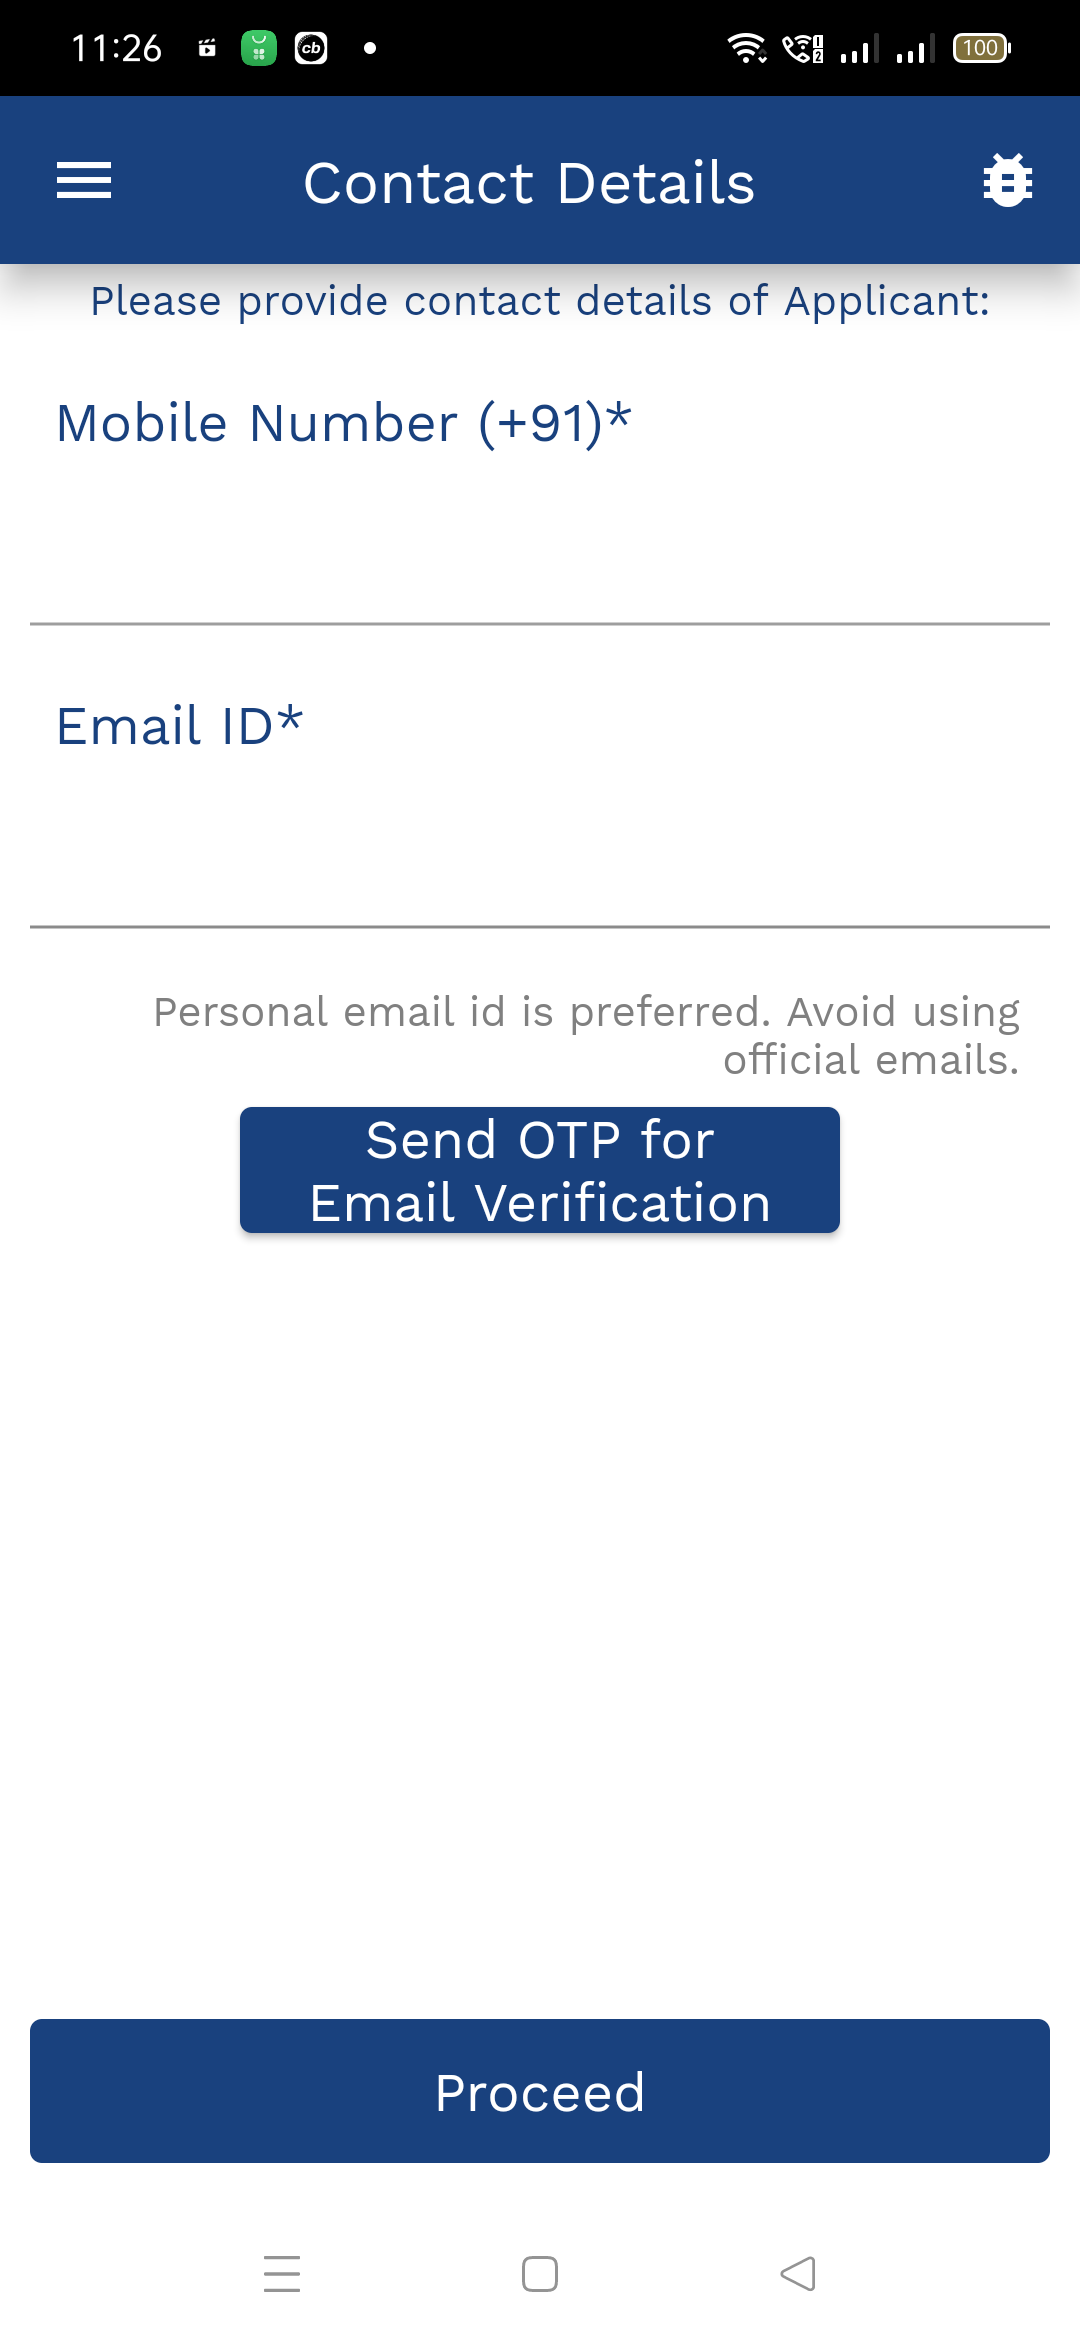 11:26
cb
100
Contact Details
Please provide contact details of Applicant:
Mobile Number (+91)*
Email ID*
Personal email id is preferred. Avoid using
official emails.
Send OTP for
Email Verification
Proceed